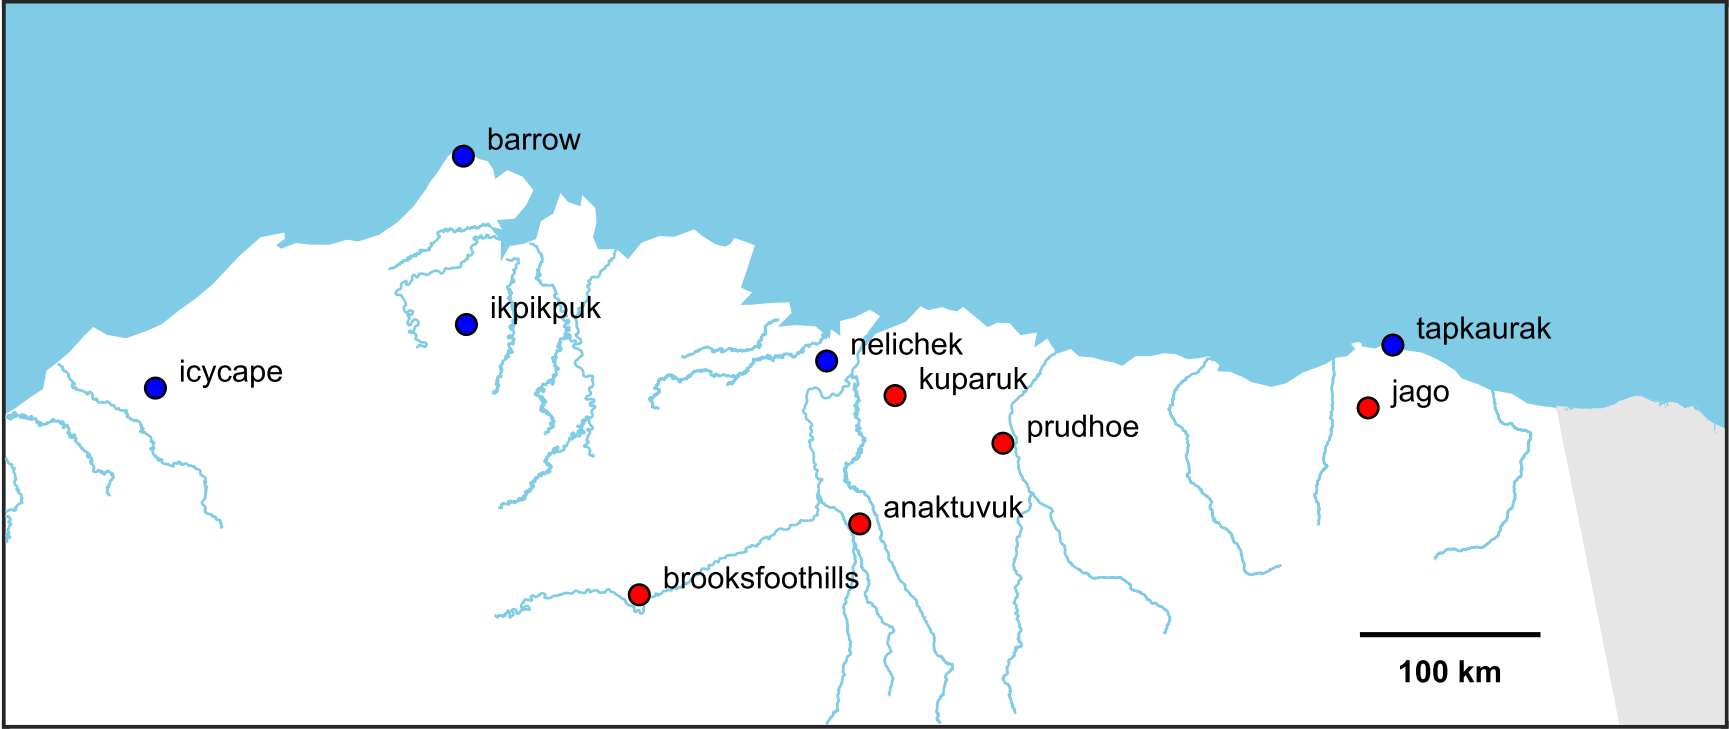 barrow
ikpikpuk
tapkaurak
nelichek
icycape
kuparuk
jago
prudhoe
anaktuvuk
brooksfoothills
100 km